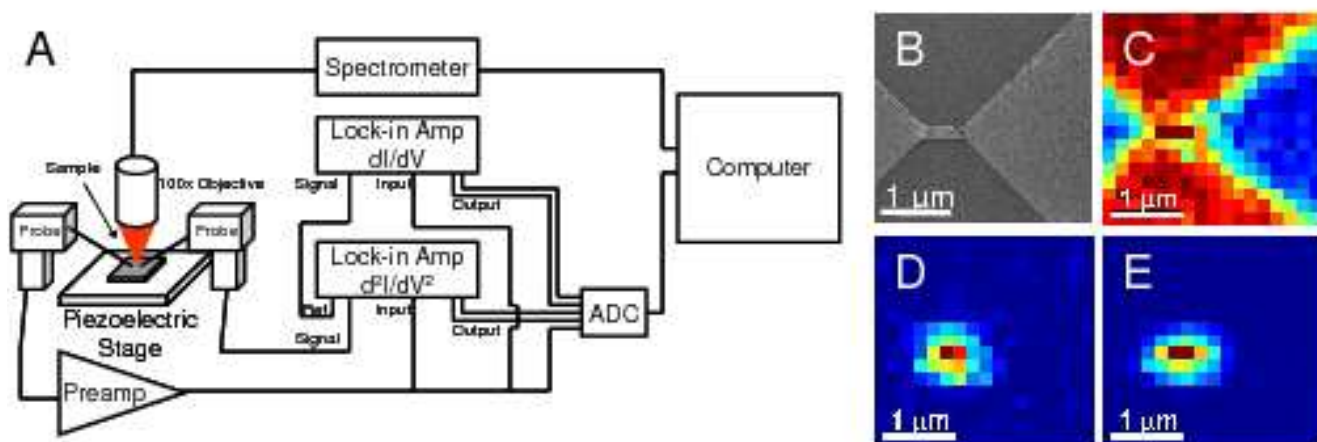 A
Spectrometer
Lock-in Amp
dI/dV
Signal
Input
Output
Sample
100x Objective
Computer
Probe
Probe
Lock-in Amp
d²I/dV²
Ref
Input
Output
Signal
ADC
Piezoelectric
Stage
Preamp
B
1 μm
C
1 μm
D
1 μm
E
1 μm